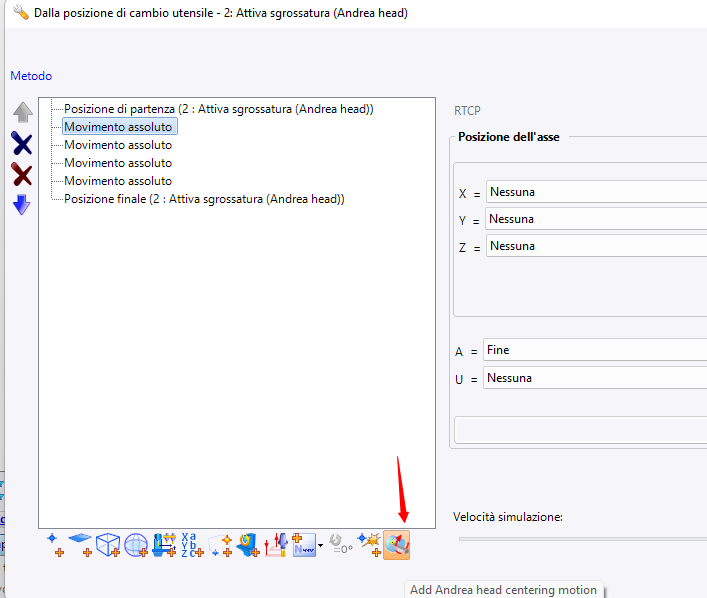 Dalla posizione di cambio utensile - 2: Attiva sgrossatura (Andrea head)
Metodo
Posizione di partenza (2 : Attiva sgrossatura (Andrea head))
Movimento assoluto
Movimento assoluto
Movimento assoluto
Movimento assoluto
Posizione finale (2 : Attiva sgrossatura (Andrea head))
RTCP
Posizione dell'asse
X = Nessuna
Y = Nessuna
Z = Nessuna
A = Fine
U = Nessuna
Velocità simulazione:
Add Andrea head centering motion